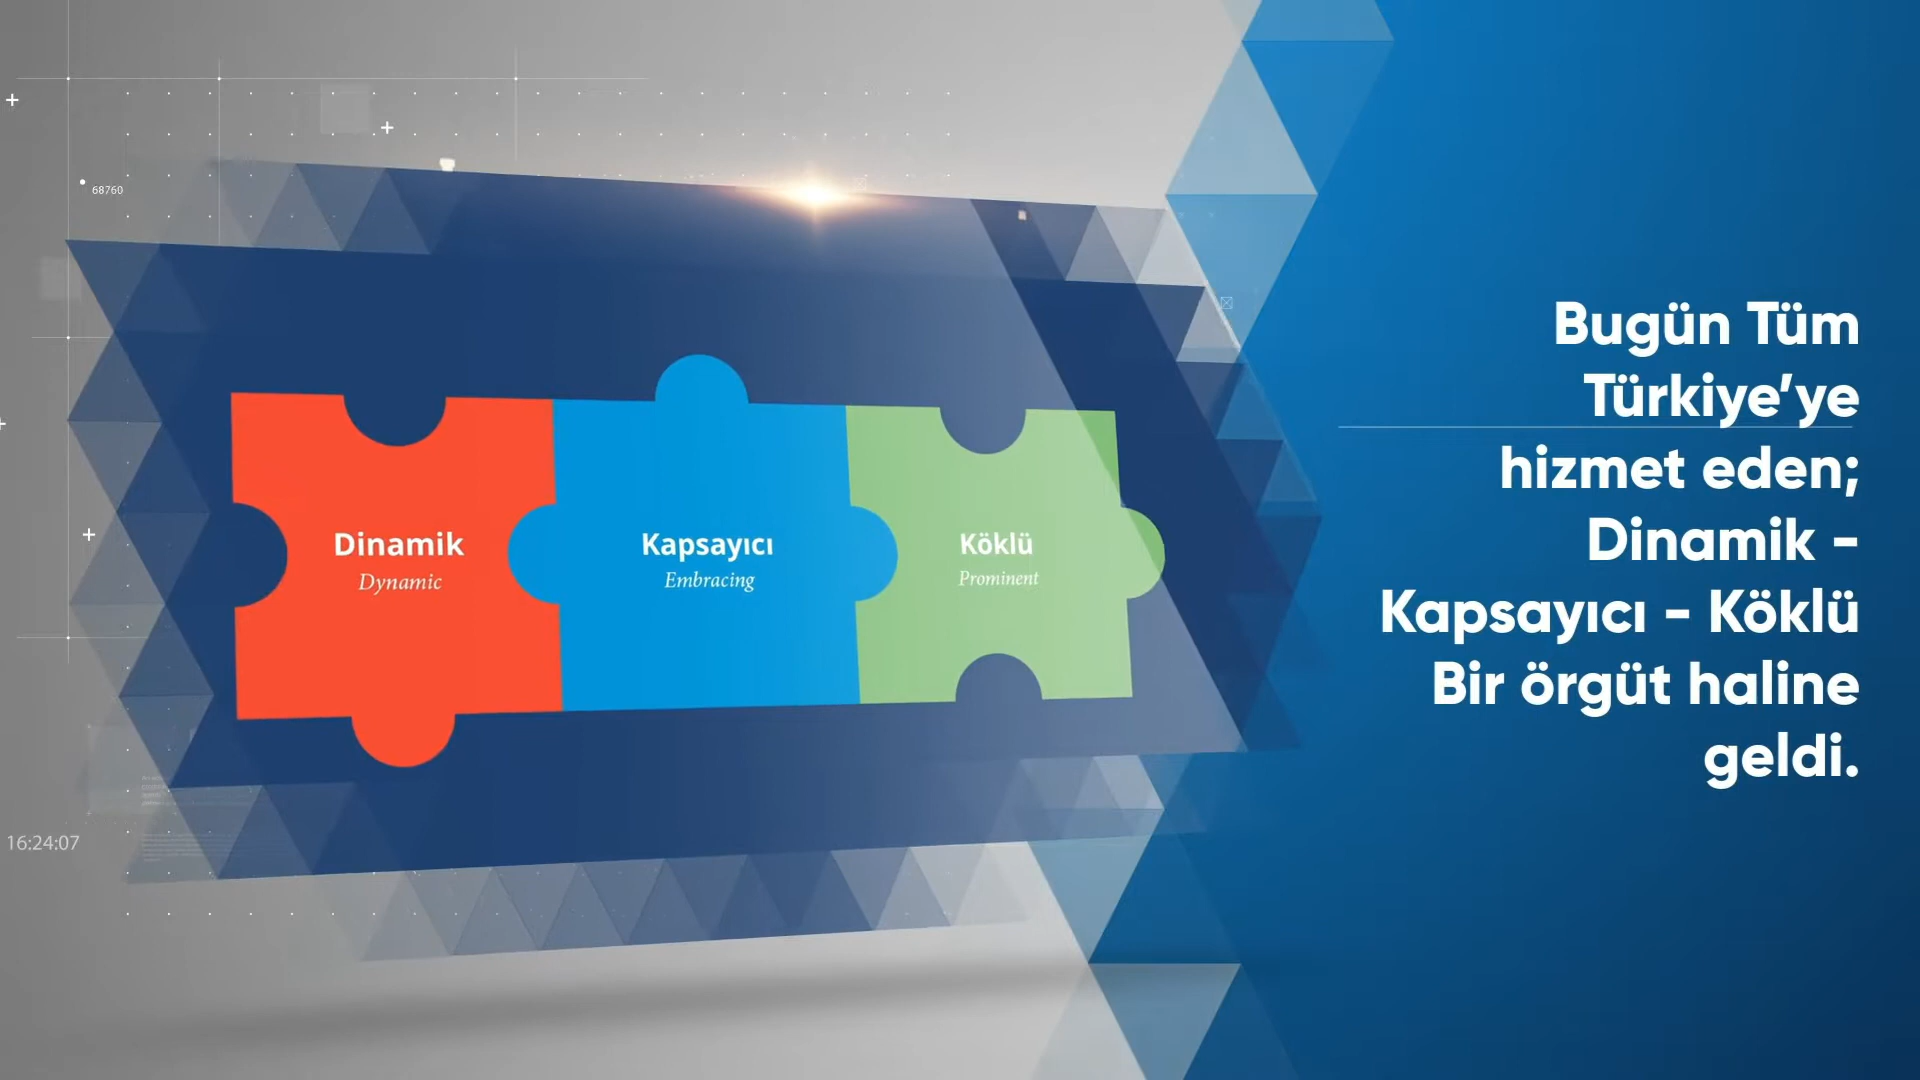 68760
Dinamik
Dynamic
Kapsayıcı
Embracing
Köklü
Prominent
16:24:07
Bugün Tüm
Türkiye’ye
hizmet eden;
Dinamik -
Kapsayıcı - Köklü
Bir örgüt haline
geldi.